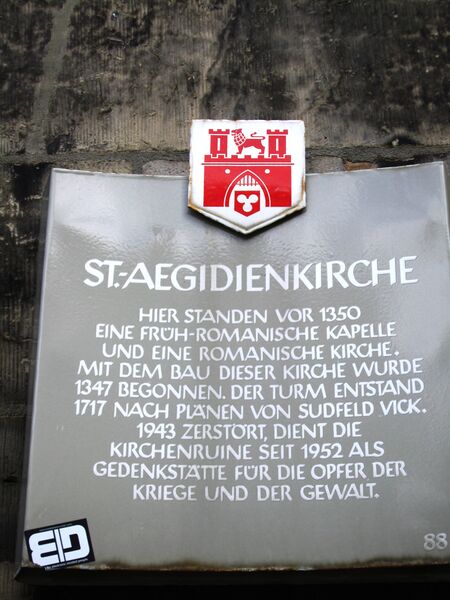 ST.-AEGIDIENKIRCHE
HIER STANDEN VOR 1350
EINE FRÜH-ROMANISCHE KAPELLE
UND EINE ROMANISCHE KIRCHE.
MIT DEM BAU DIESER KIRCHE WURDE
1347 BEGONNEN. DER TURM ENTSTAND
1717 NACH PLÄNEN VON SUDFELD VICK.
1943 ZERSTÖRT, DIENT DIE
KIRCHENRUINE SEIT 1952 ALS
GEDENKSTÄTTE FÜR DIE OPFER DER
KRIEGE UND DER GEWALT.
88